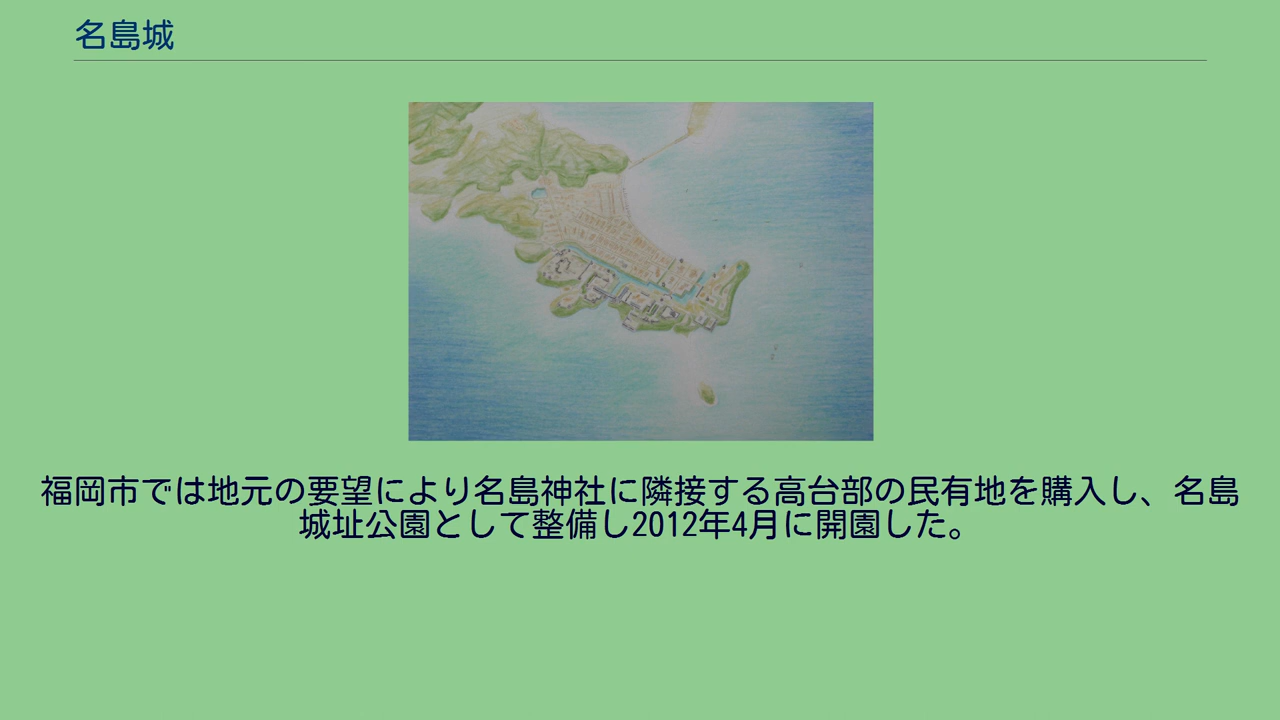 名島城
福岡市では地元の要望により名島神社に隣接する高台部の民有地を購入し、名島
城址公園として整備し2012年4月に開園した。